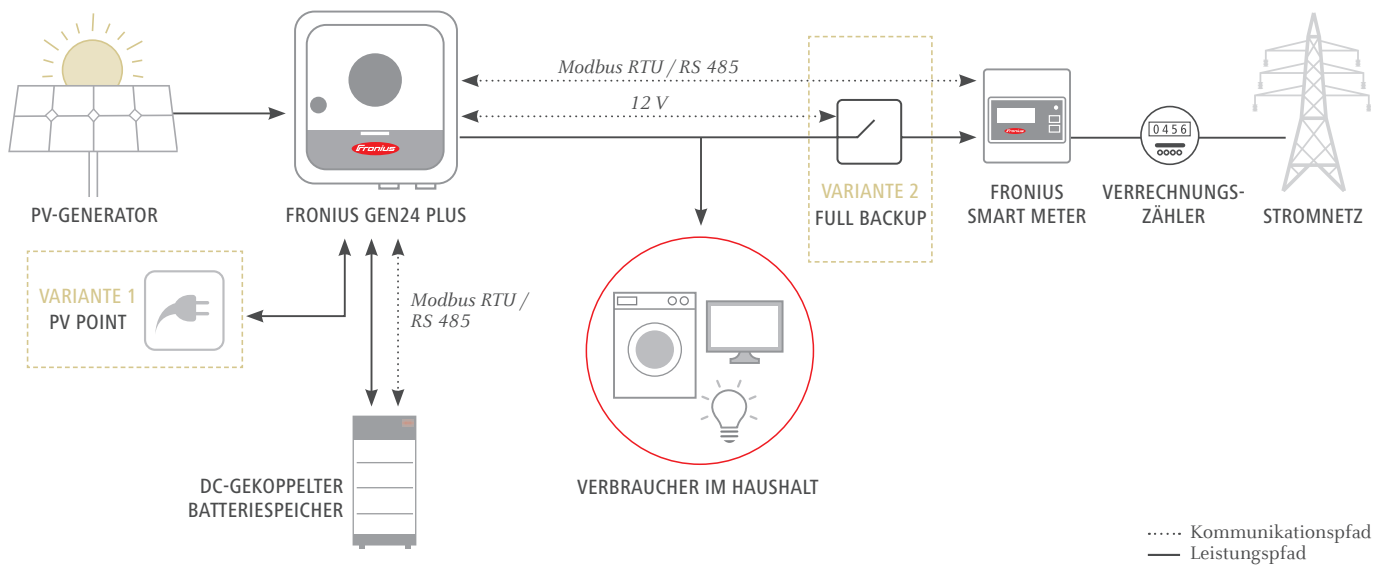 Modbus RTU / RS 485
12 V
Fronius
Fronius
0456
PV-GENERATOR
FRONIUS GEN24 PLUS
VARIANTE 2
FULL BACKUP
FRONIUS
SMART METER
VERRECHNUNGS-
ZÄHLER
STROMNETZ
VARIANTE 1
PV POINT
Modbus RTU /
RS 485
DC-GEKOPPELTER
BATTERIESPEICHER
VERBRAUCHER IM HAUSHALT
Kommunikationspfad
Leistungspfad